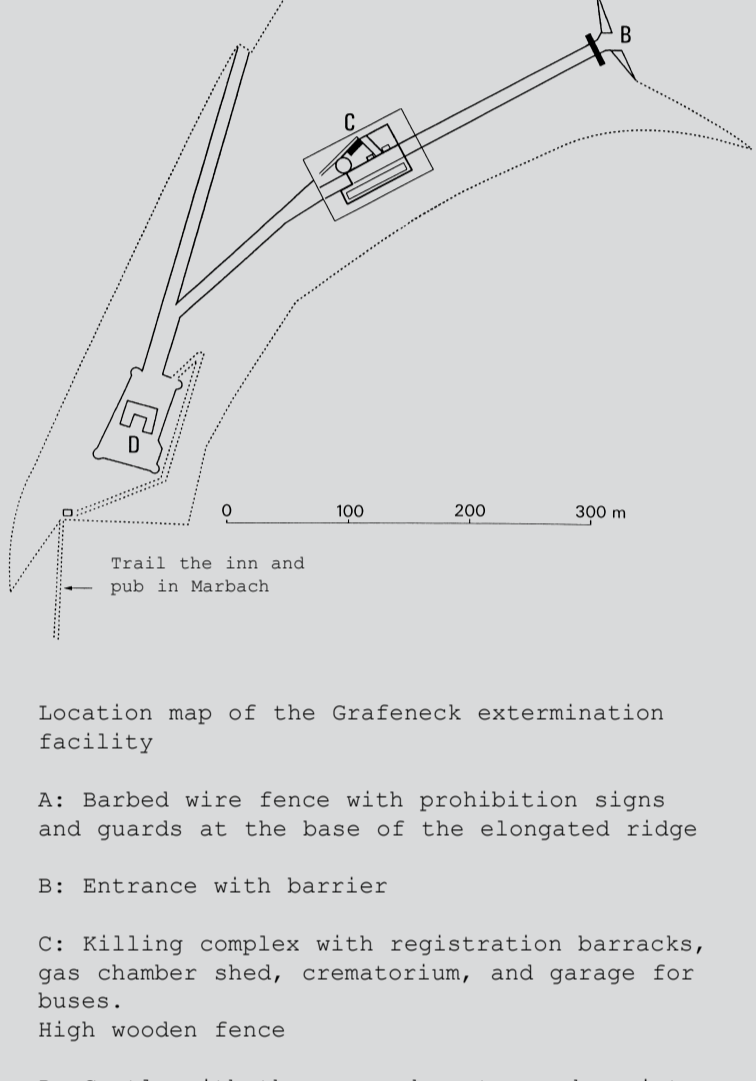 B
C
D
0 100 200 300 m
Trail the inn and
pub in Marbach
Location map of the Grafeneck extermination
facility
A: Barbed wire fence with prohibition signs
and guards at the base of the elongated ridge
B: Entrance with barrier
C: Killing complex with registration barracks,
gas chamber shed, crematorium, and garage for
buses.
High wooden fence